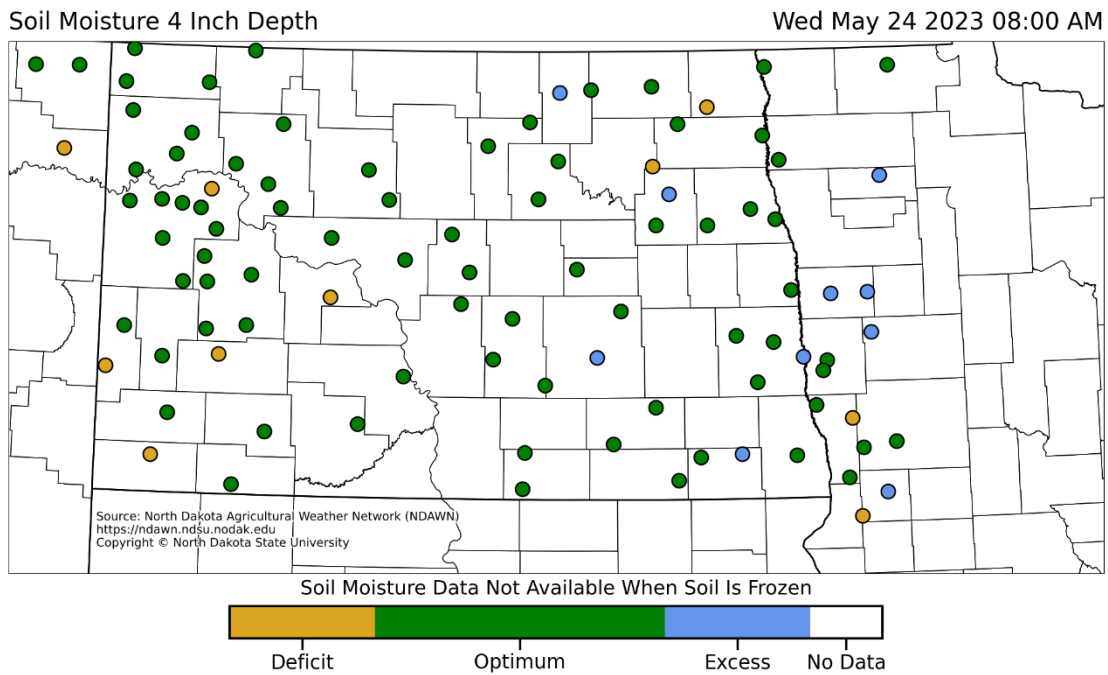 Soil Moisture 4 Inch Depth
Wed May 24 2023 08:00 AM
Source: North Dakota Agricultural Weather Network (NDAWN)
https://ndawn.ndsu.nodak.edu
Copyright © North Dakota State University
Soil Moisture Data Not Available When Soil Is Frozen
Deficit
Optimum
Excess
No Data